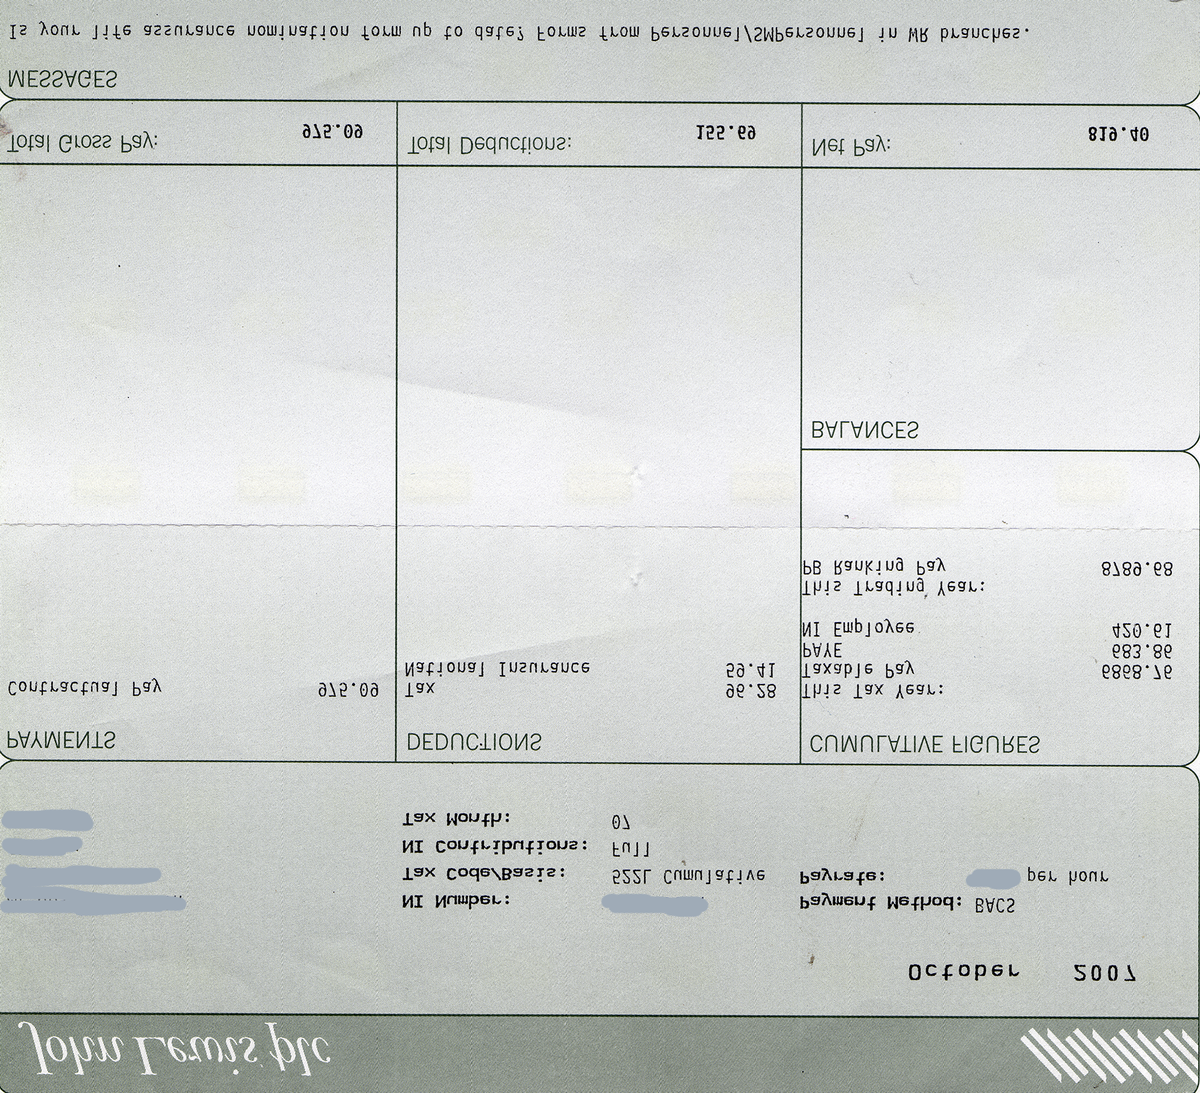 John Lewis plc
October 2007
NI Number:
Payment Method: BACS
Tax Code/Basis: 522L Cumulative
Payrate: per hour
NI Contributions: Full
Tax Month: 07
PAYMENTS
Contractual Pay 975.09
DEDUCTIONS
Tax 96.28
National Insurance 59.41
CUMULATIVE FIGURES
This Tax Year:
Taxable Pay 6868.76
PAYE 683.86
NI Employee 420.61
This Trading Year:
PB Ranking Pay 8789.68
BALANCES
Total Gross Pay: 975.09
Total Deductions: 155.69
Net Pay: 819.40
MESSAGES
Is your life assurance nomination form up to date? Forms from Personnel/SMPersonnel in WR branches.